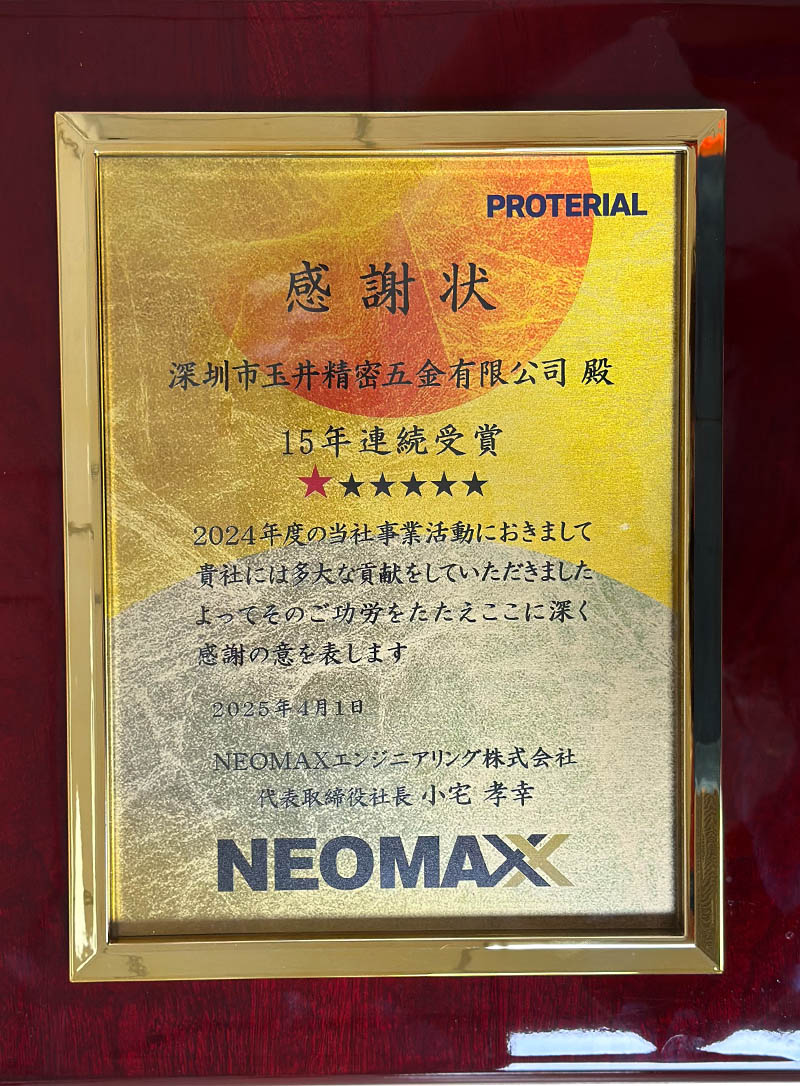 PROTERIAL
感謝状
深圳市玉井精密五金有限公司 殿
15年連続受賞
★★★★★★
2024年度の当社事業活動におきまして
貴社には多大な貢献をしていただきました
よってそのご功労をたたえここに深く
感謝の意を表します
2025年4月1日
NEOMAXエンジニアリング株式会社
代表取締役社長 小宅 孝幸
NEOMAX